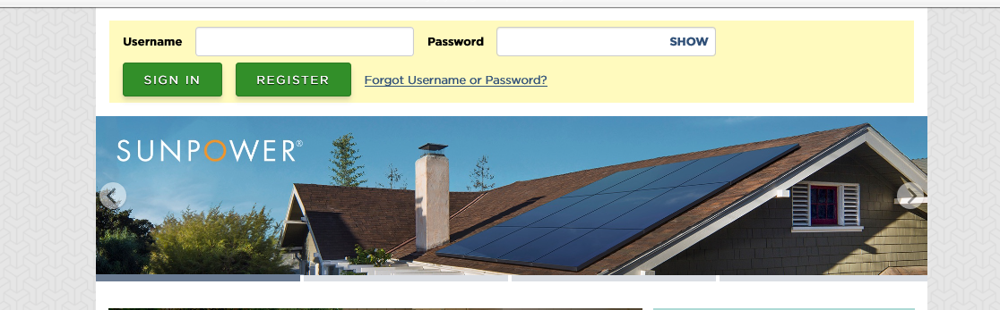 Username
Password
SHOW
SIGN IN
REGISTER
Forgot Username or Password?
SUNPOWER®